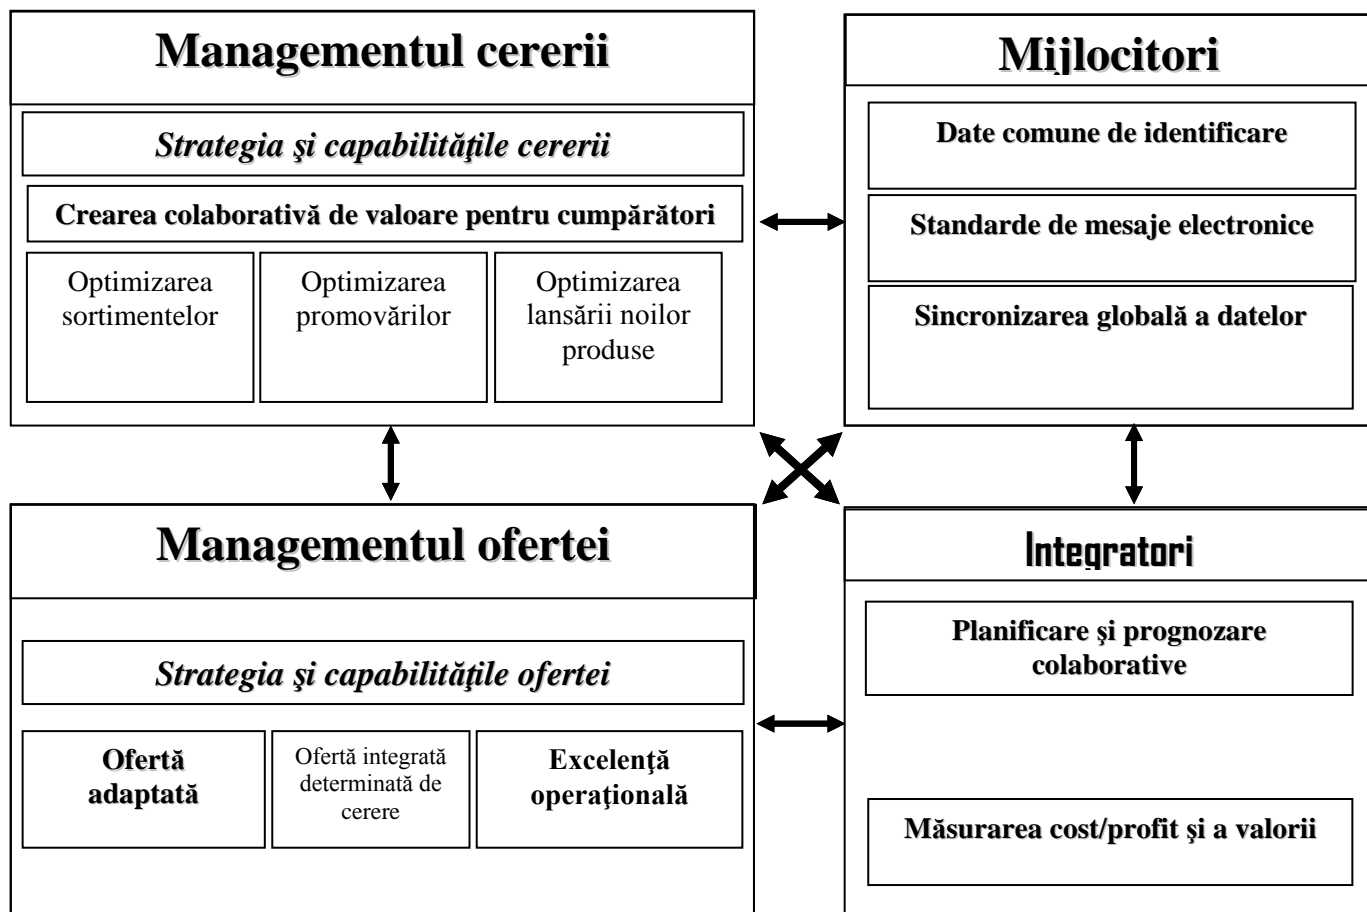 Managementul cererii
Strategia şi capabilităţile cererii
Crearea colaborativă de valoare pentru cumpărători
Optimizarea
sortimentelor
Optimizarea
promovărilor
Optimizarea
lansării noilor
produse
Mijlocitori
Date comune de identificare
Standarde de mesaje electronice
Sincronizarea globală a datelor
Managementul ofertei
Strategia şi capabilităţile ofertei
Ofertă
adaptată
Ofertă integrată
determinată de
cerere
Excelenţă
operaţională
Integratori
Planificare şi prognozare
colaborative
Măsurarea cost/profit şi a valorii